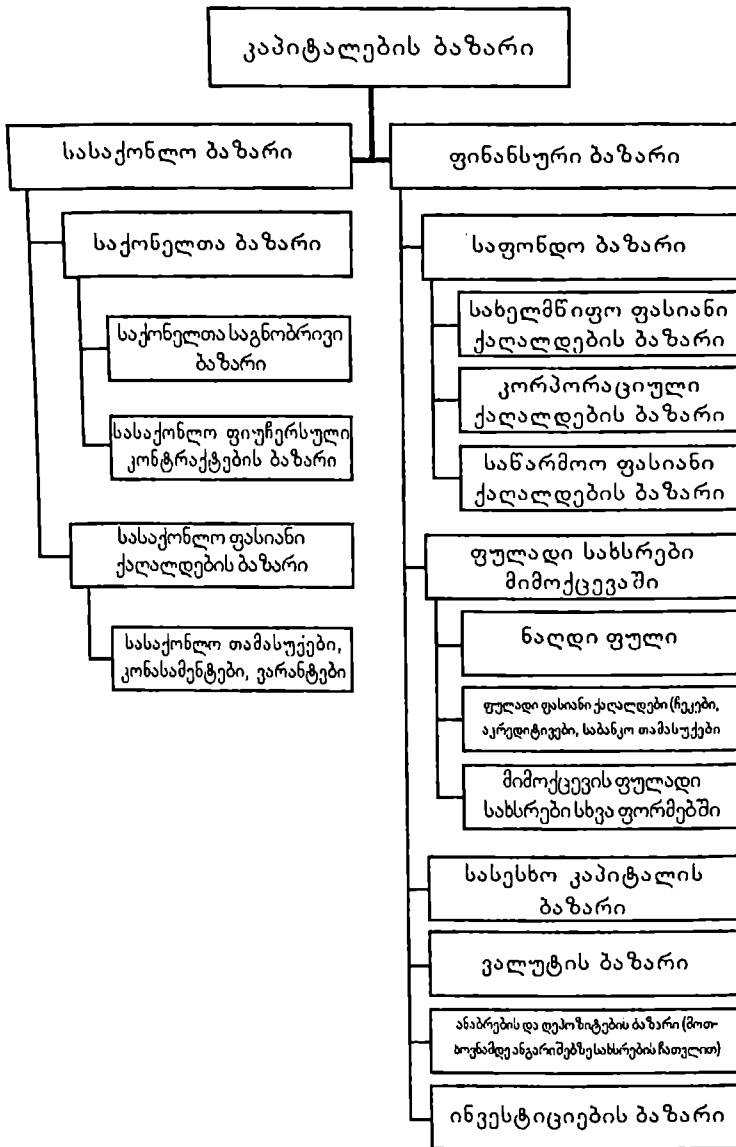 კაპიტალების ბაზარი
სასაქონლო ბაზარი
საქონელთა ბაზარი
საქონელთა საგნობრივი
ბაზარი
სასაქონლო ფიუჩერსული
კონტრაქტების ბაზარი
სასაქონლო ფასიანი
ქაღალდების ბაზარი
სასაქონლო თამასუქები,
კონასამენტები, ვარანტები
ფინანსური ბაზარი
საფონდო ბაზარი
სახელმწიფო ფასიანი
ქაღალდების ბაზარი
კორპორაციული
ქაღალდების ბაზარი
საწარმოო ფასიანი
ქაღალდების ბაზარი
ფულადი სახსრები
მიმოქცევაში
ნაღდი ფული
ფულადი ფასიანი ქაღალდები (ჩეკები,
აკრედიტივები, საბანკო თამასუქები
მიმოქცევის ფულადი
სახსრები სხვა ფორმებში
სასესხო კაპიტალის
ბაზარი
ვალუტის ბაზარი
ანაბრების და დეპოზიტების ბაზარი (მოთ-
ხოვნამდე ანგარიშებზე სახსრების ჩათვლით)
ინვესტიციების ბაზარი